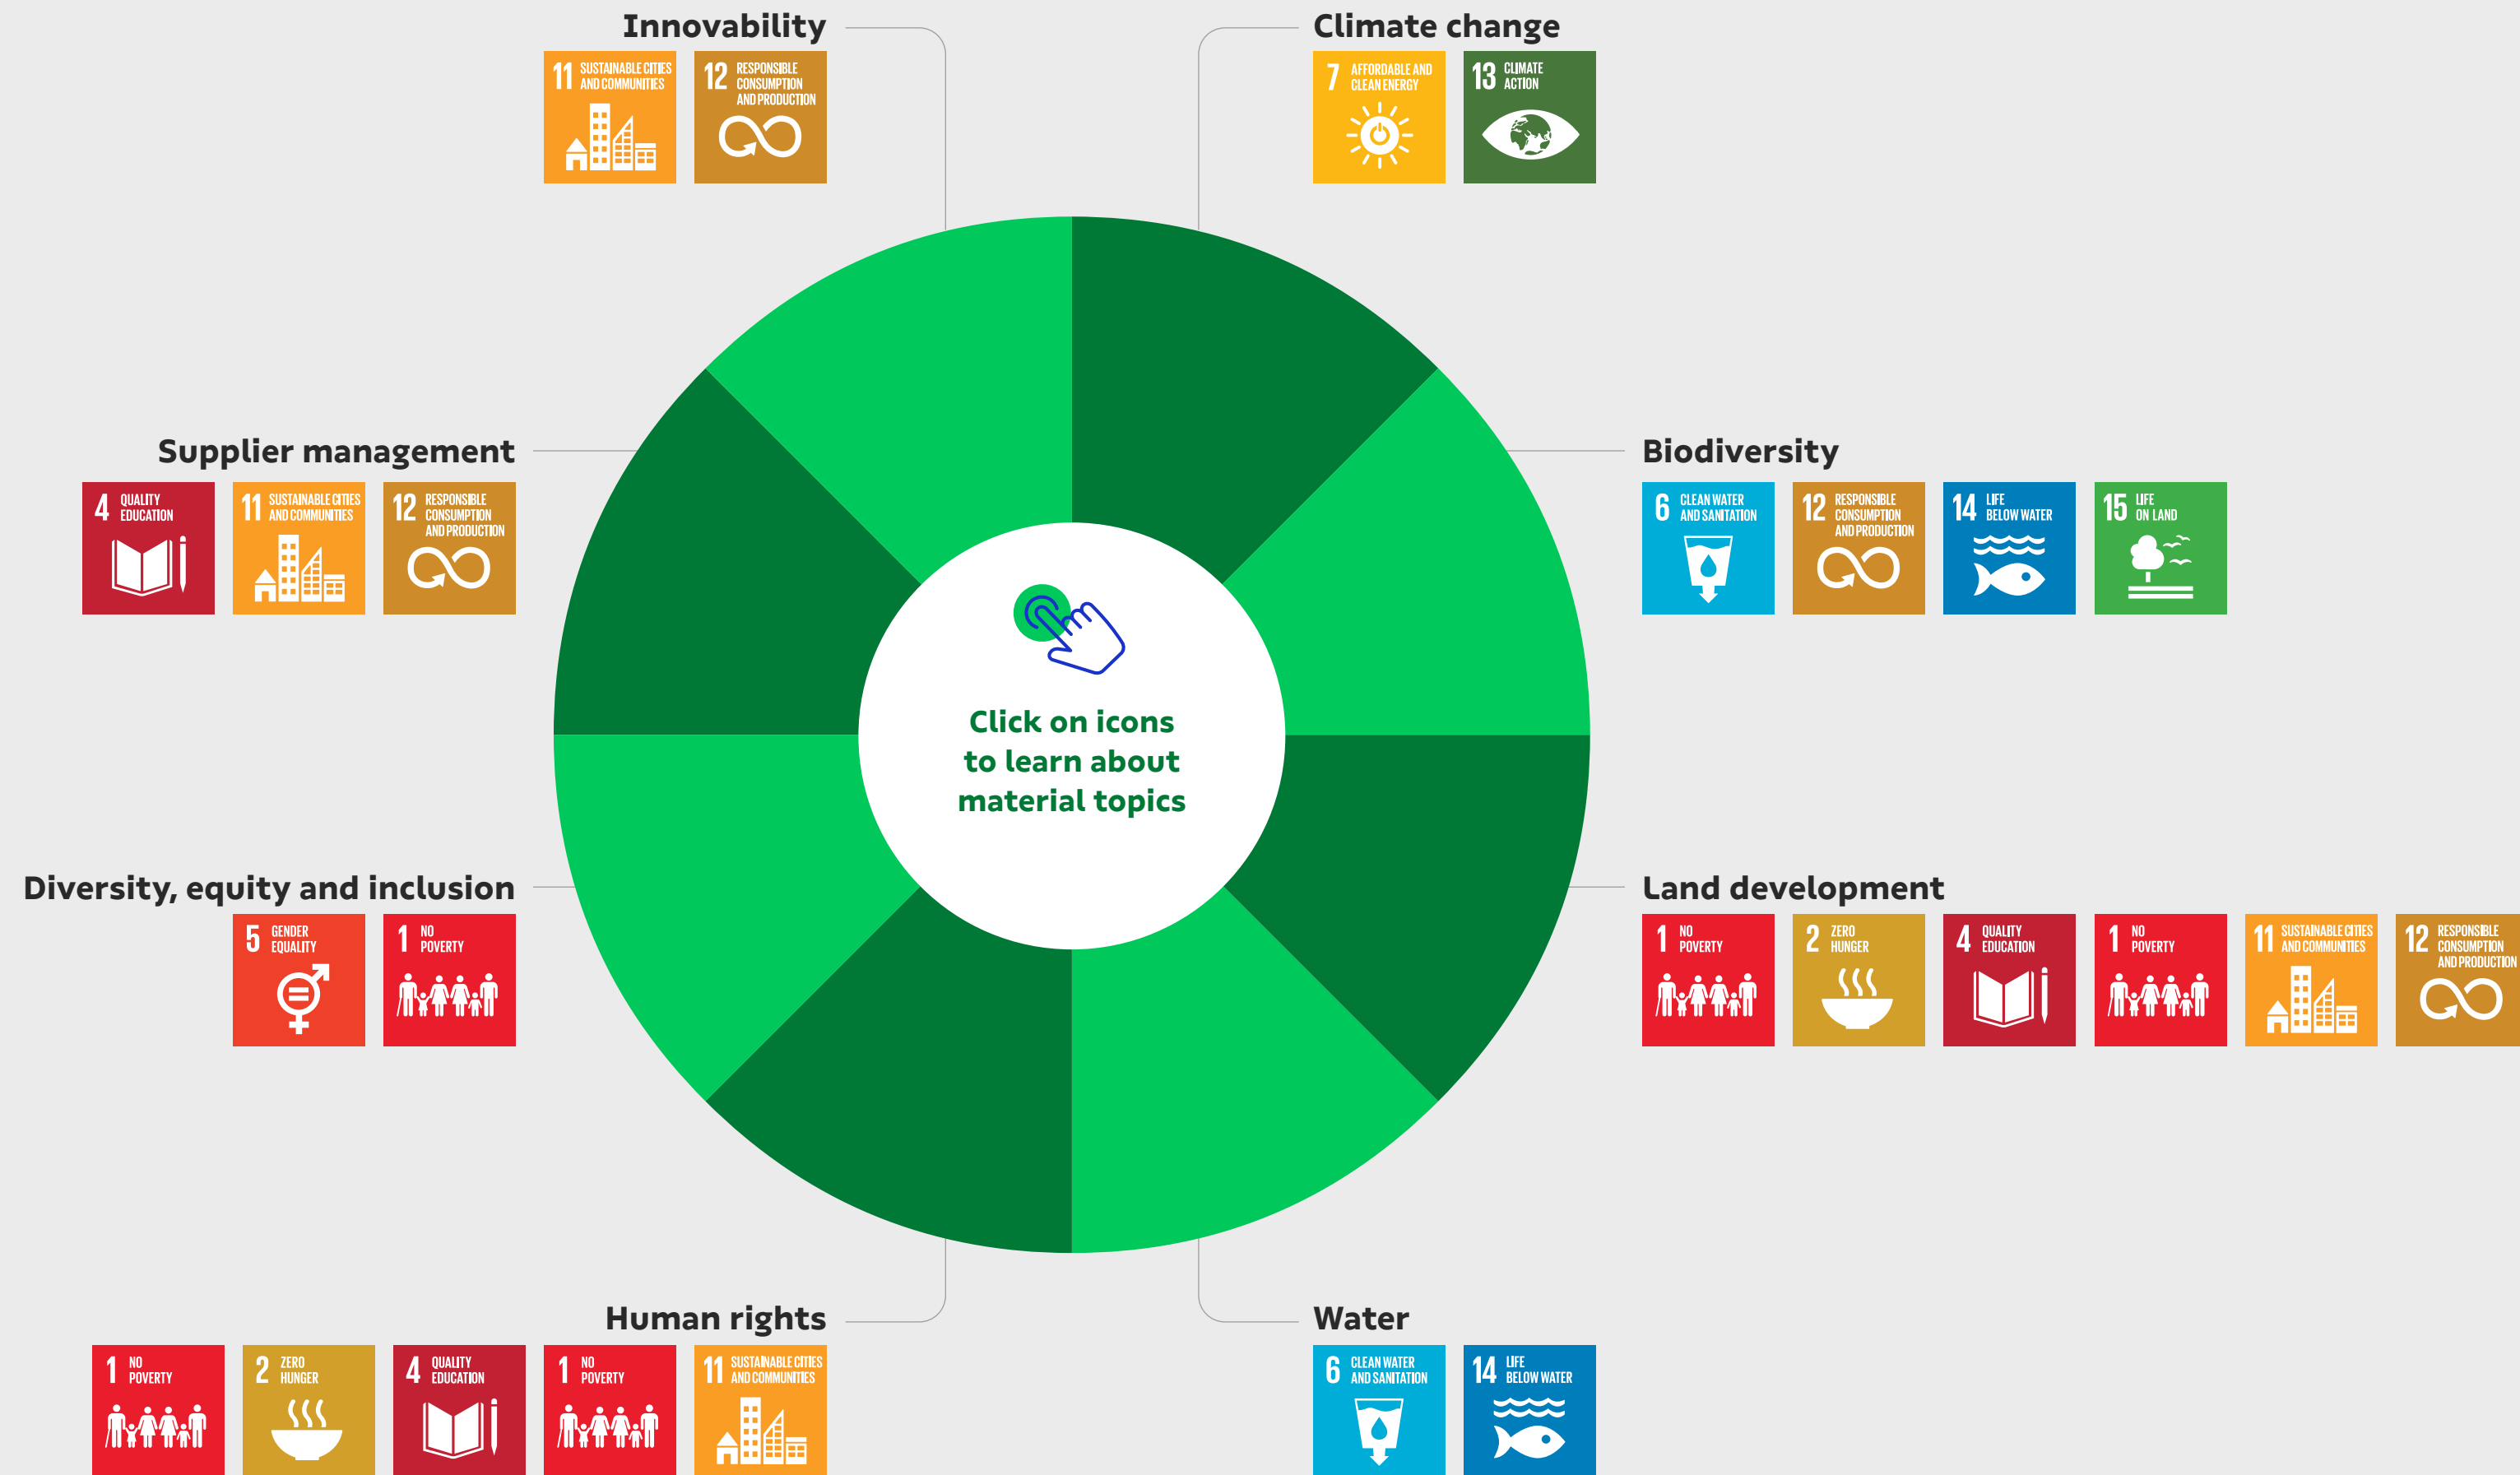 Innovability
11 SUSTAINABLE CITIES
AND COMMUNITIES
12 RESPONSIBLE
CONSUMPTION
AND PRODUCTION
Climate change
7 AFFORDABLE AND
CLEAN ENERGY
13 CLIMATE
ACTION
Supplier management
4 QUALITY
EDUCATION
11 SUSTAINABLE CITIES
AND COMMUNITIES
12 RESPONSIBLE
CONSUMPTION
AND PRODUCTION
Biodiversity
6 CLEAN WATER
AND SANITATION
12 RESPONSIBLE
CONSUMPTION
AND PRODUCTION
14 LIFE
BELOW WATER
15 LIFE
ON LAND
Click on icons
to learn about
material topics
Diversity, equity and inclusion
5 GENDER
EQUALITY
1 NO
POVERTY
Land development
1 NO
POVERTY
2 ZERO
HUNGER
4 QUALITY
EDUCATION
1 NO
POVERTY
11 SUSTAINABLE CITIES
AND COMMUNITIES
12 RESPONSIBLE
CONSUMPTION
AND PRODUCTION
Human rights
1 NO
POVERTY
2 ZERO
HUNGER
4 QUALITY
EDUCATION
1 NO
POVERTY
11 SUSTAINABLE CITIES
AND COMMUNITIES
Water
6 CLEAN WATER
AND SANITATION
14 LIFE
BELOW WATER